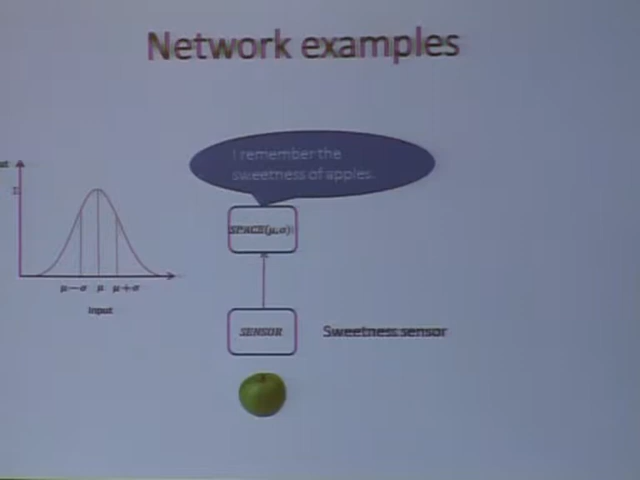 Network examples
I remember the
sweetness of apples.
SPACE(μ,σ)
μ−σ μ μ+σ
Input
SENSOR
Sweetness sensor